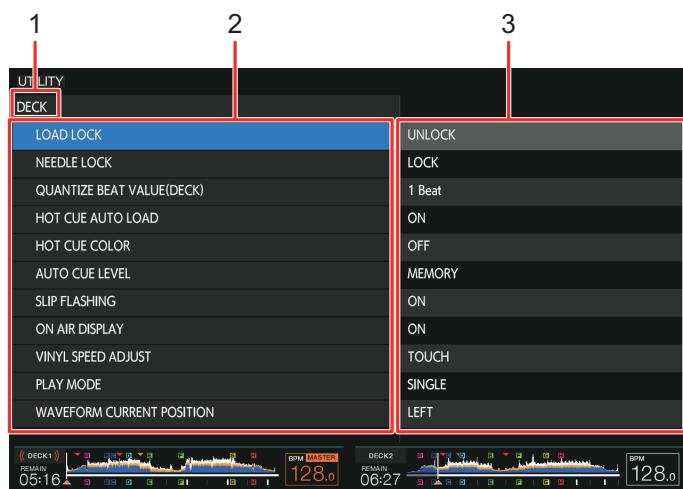 1 2 3
UTILITY
DECK
LOAD LOCK UNLOCK
NEEDLE LOCK LOCK
QUANTIZE BEAT VALUE(DECK) 1 Beat
HOT CUE AUTO LOAD ON
HOT CUE COLOR OFF
AUTO CUE LEVEL MEMORY
SLIP FLASHING ON
ON AIR DISPLAY ON
VINYL SPEED ADJUST TOUCH
PLAY MODE SINGLE
WAVEFORM CURRENT POSITION LEFT
DECK1 BPM MASTER DECK2 BPM
REMAIN REMAIN
05:16 128.0 06:27 128.0